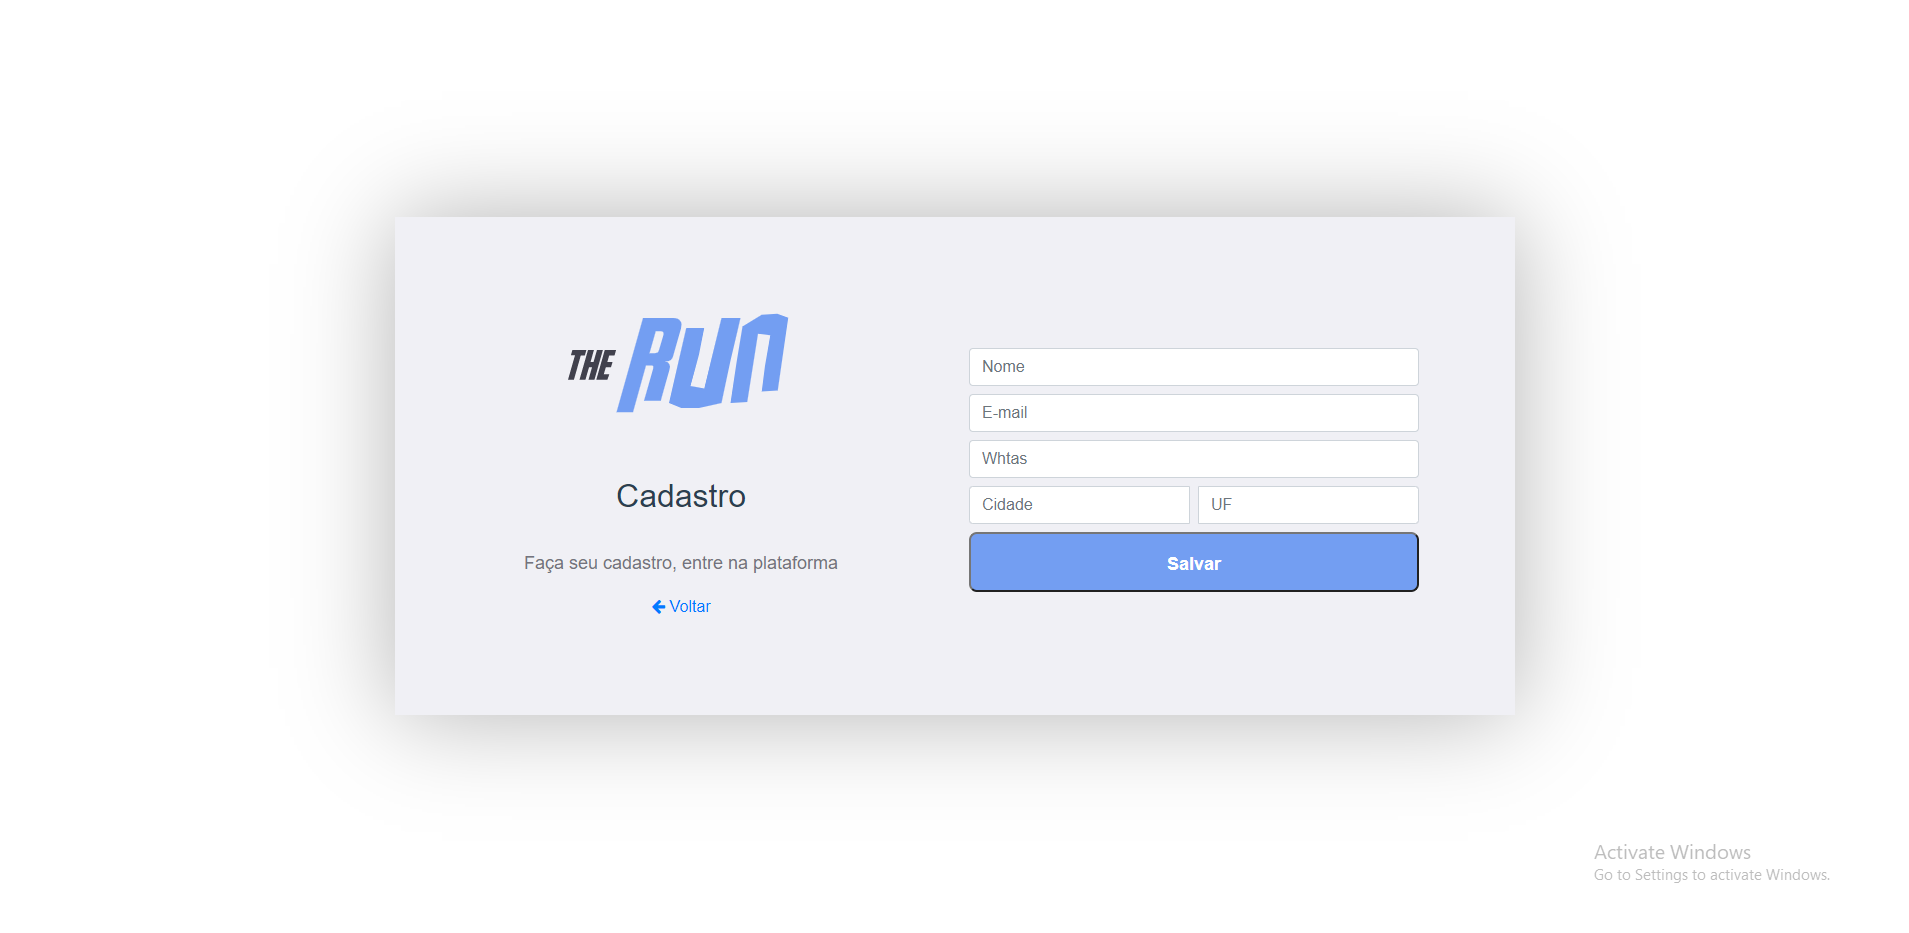 THE RUN
Cadastro
Faça seu cadastro, entre na plataforma
Voltar
Nome
E-mail
Whtas
Cidade UF
Salvar
Activate Windows
Go to Settings to activate Windows.